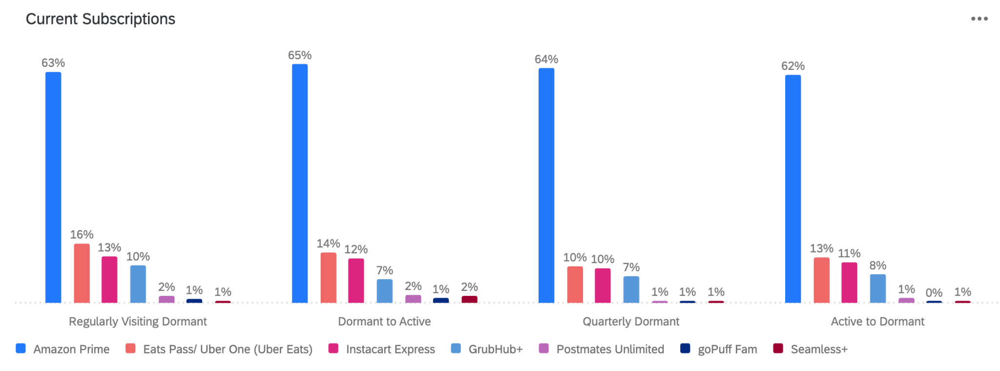 Current Subscriptions
63% 16% 13% 10% 2% 1% 1%
65% 14% 12% 7% 2% 1% 2%
64% 10% 10% 7% 1% 1% 1%
62% 13% 11% 8% 1% 0% 1%
Regularly Visiting Dormant Dormant to Active Quarterly Dormant Active to Dormant
Amazon Prime Eats Pass/ Uber One (Uber Eats) Instacart Express GrubHub+ Postmates Unlimited goPuff Fam Seamless+